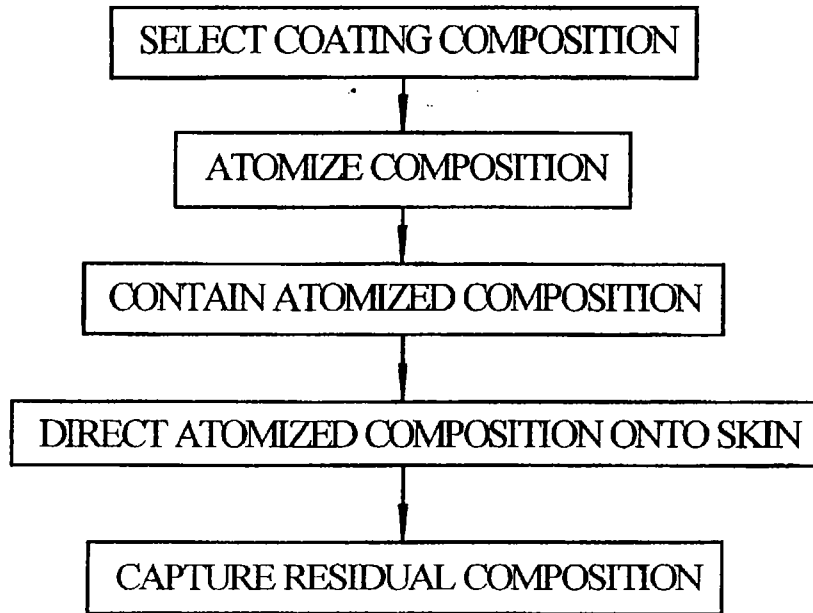 SELECT COATING COMPOSITION
ATOMIZE COMPOSITION
CONTAIN ATOMIZED COMPOSITION
DIRECT ATOMIZED COMPOSITION ONTO SKIN
CAPTURE RESIDUAL COMPOSITION